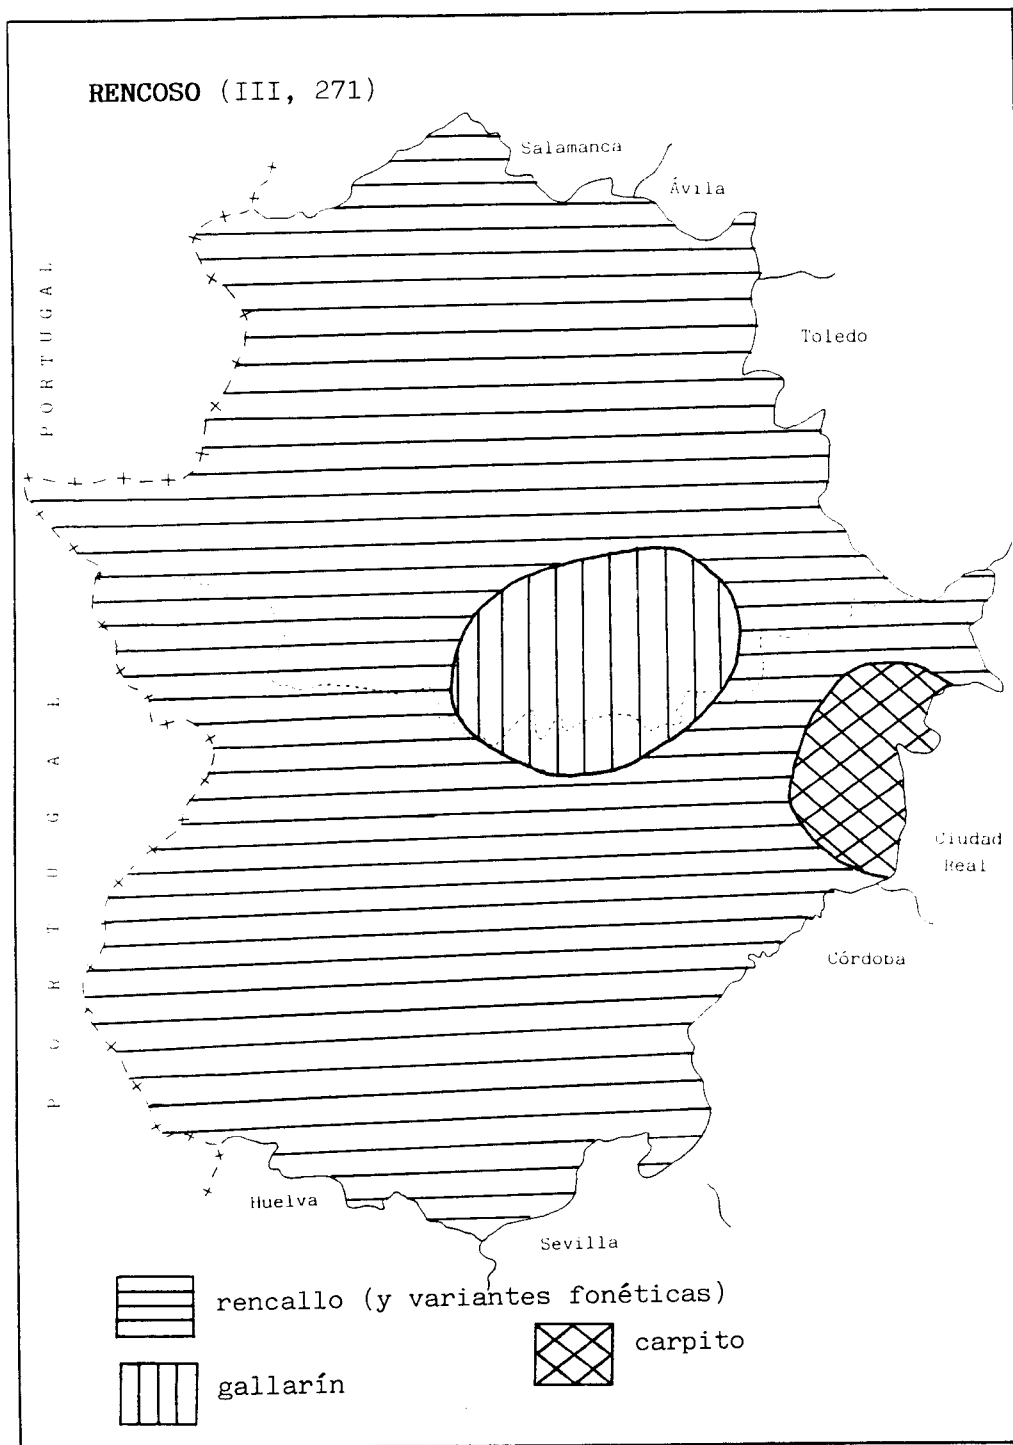 RENCOSO (III, 271)
Salamanca
Ávila
PORTUGAL
Toledo
PORTUGAL
Ciudad
Real
Córdoba
Huelva
Sevilla
rencallo (y variantes fonéticas)
carpito
gallarín